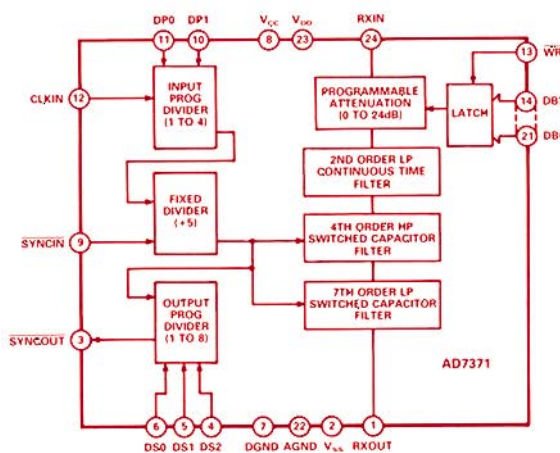 DP0 DP1 VCC VDD RXIN
11 10 8 23 24
13 WR
CLKIN 12
INPUT
PROG
DIVIDER
(1 TO 4)
PROGRAMMABLE
ATTENUATION
(0 TO 24dB)
LATCH
14
21
2ND ORDER LP
CONTINUOUS TIME
FILTER
FIXED
DIVIDER
(÷5)
SYNCIN 9
4TH ORDER HP
SWITCHED CAPACITOR
FILTER
7TH ORDER LP
SWITCHED CAPACITOR
FILTER
OUTPUT
PROG
DIVIDER
(1 TO 8)
SYNCOUT 3
AD7371
6 5 4 7 22 2 1
DS0 DS1 DS2 DGND AGND VSS RXOUT